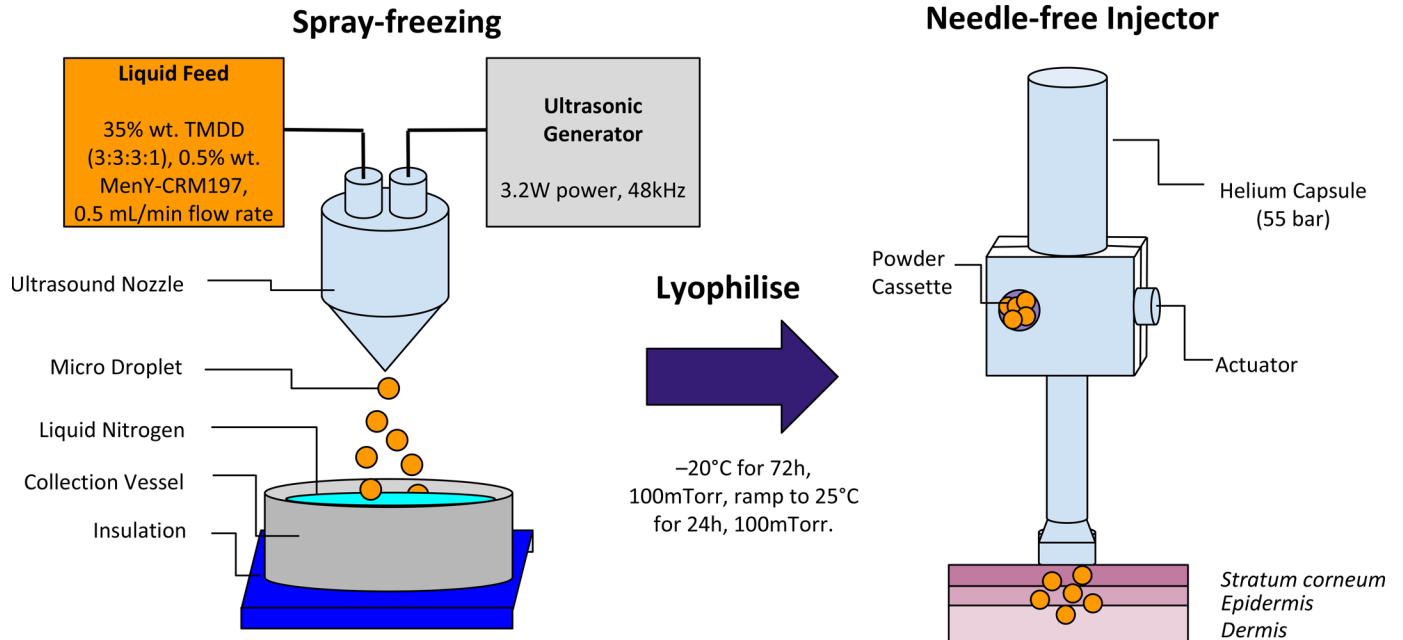 Spray-freezing
Liquid Feed
35% wt. TMDD
(3:3:3:1), 0.5% wt.
MenY-CRM197,
0.5 mL/min flow rate
Ultrasonic
Generator
3.2W power, 48kHz
Ultrasound Nozzle
Micro Droplet
Liquid Nitrogen
Collection Vessel
Insulation
Lyophilise
–20°C for 72h,
100mTorr, ramp to 25°C
for 24h, 100mTorr.
Needle-free Injector
Helium Capsule
(55 bar)
Powder
Cassette
Actuator
Stratum corneum
Epidermis
Dermis